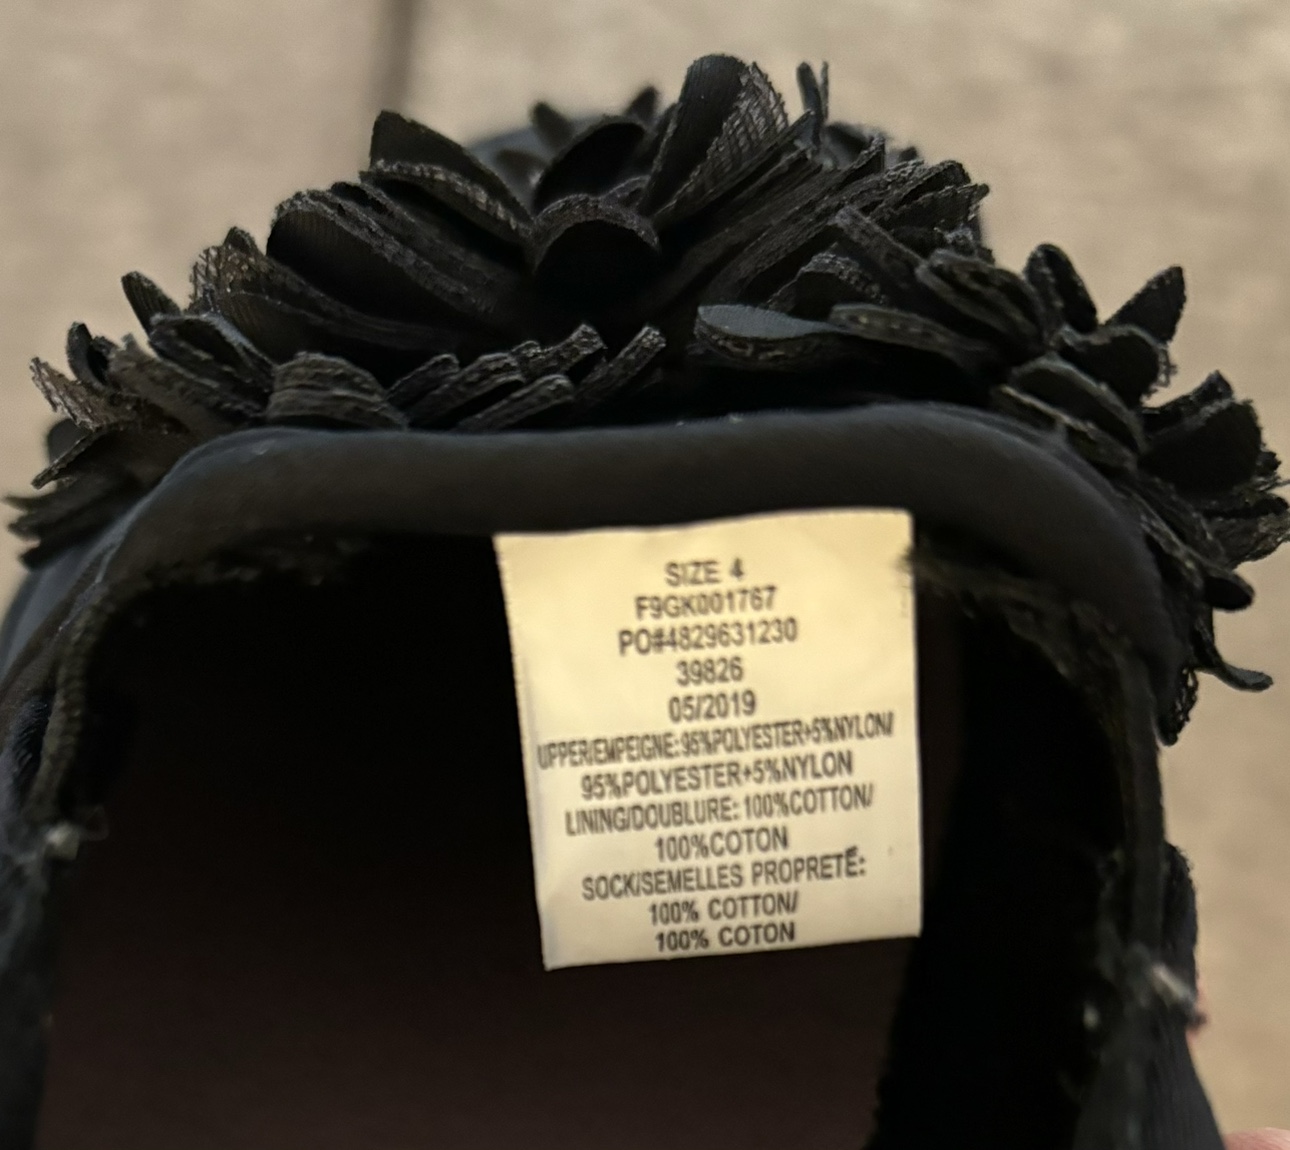 SIZE 4
F9GK001767
PO#4829631230
39826
05/2019
UPPER/EMPEIGNE:95%POLYESTER+5%NYLON/
95%POLYESTER+5%NYLON
LINING/DOUBLURE: 100%COTTON/
100%COTON
SOCK/SEMELLES PROPRETÉ:
100% COTTON/
100% COTON